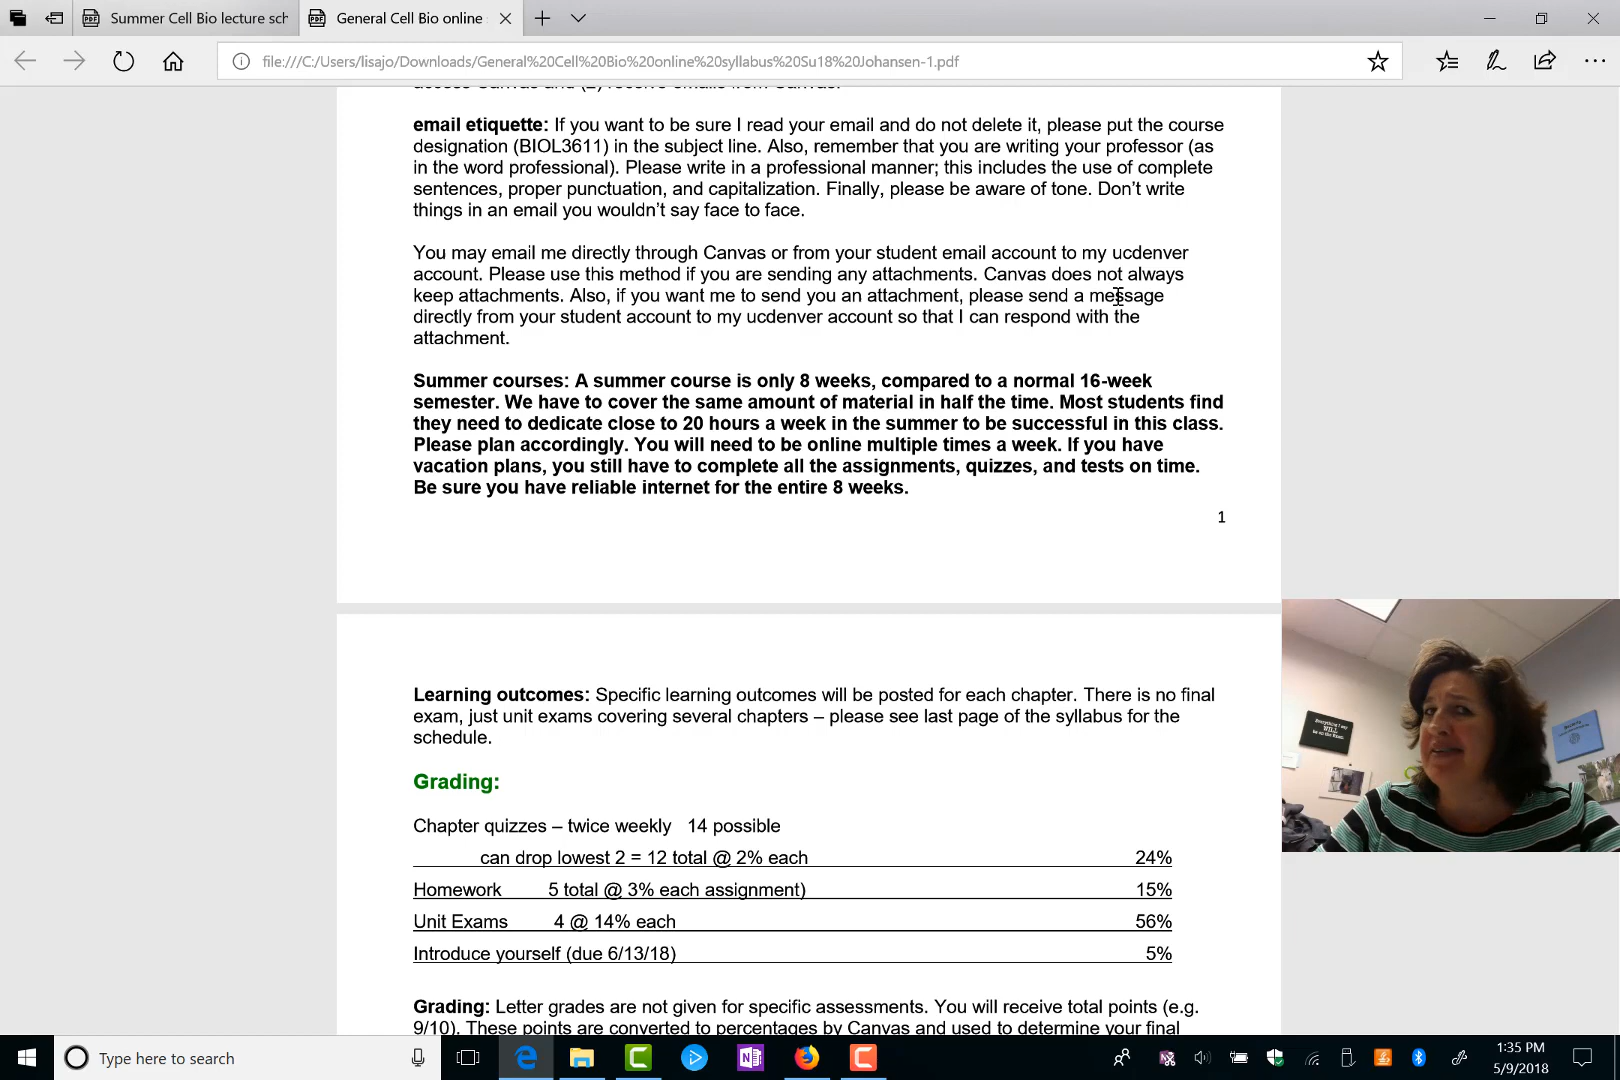 Summer Cell Bio lecture sch
General Cell Bio online
file:///C:/Users/lisajo/Downloads/General%20Cell%20Bio%20online%20syllabus%20Su18%20Johansen-1.pdf
access Canvas and (2) receive emails from Canvas.
email etiquette: If you want to be sure I read your email and do not delete it, please put the course
designation (BIOL3611) in the subject line. Also, remember that you are writing your professor (as
in the word professional). Please write in a professional manner; this includes the use of complete
sentences, proper punctuation, and capitalization. Finally, please be aware of tone. Don’t write
things in an email you wouldn’t say face to face.
You may email me directly through Canvas or from your student email account to my ucdenver
account. Please use this method if you are sending any attachments. Canvas does not always
keep attachments. Also, if you want me to send you an attachment, please send a message
directly from your student account to my ucdenver account so that I can respond with the
attachment.
Summer courses: A summer course is only 8 weeks, compared to a normal 16-week
semester. We have to cover the same amount of material in half the time. Most students find
they need to dedicate close to 20 hours a week in the summer to be successful in this class.
Please plan accordingly. You will need to be online multiple times a week. If you have
vacation plans, you still have to complete all the assignments, quizzes, and tests on time.
Be sure you have reliable internet for the entire 8 weeks.
1
Learning outcomes: Specific learning outcomes will be posted for each chapter. There is no final
exam, just unit exams covering several chapters – please see last page of the syllabus for the
schedule.
Grading:
Chapter quizzes – twice weekly 14 possible
can drop lowest 2 = 12 total @ 2% each 24%
Homework 5 total @ 3% each assignment) 15%
Unit Exams 4 @ 14% each 56%
Introduce yourself (due 6/13/18) 5%
Grading: Letter grades are not given for specific assessments. You will receive total points (e.g.
9/10). These points are converted to percentages by Canvas and used to determine your final
Everything I say
WILL
be on the Exam
Type here to search
1:35 PM
5/9/2018